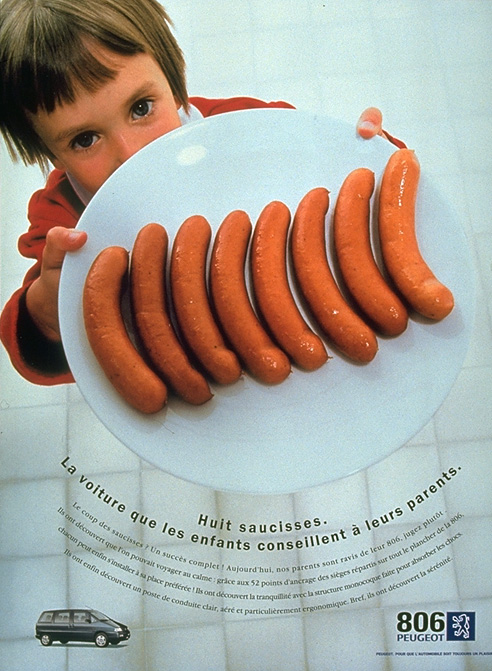 Huit saucisses.
La voiture que les enfants conseillent à leurs parents.
Le coup des saucisses ? Un succès complet ! Aujourd'hui, nos parents sont ravis de leur 806, jugez plutôt :
Ils ont découvert que l'on pouvait voyager au calme : grâce aux 52 points d'ancrage des sièges répartis sur tout le plancher de la 806,
chacun peut enfin s'installer à sa place préférée ! Ils ont découvert la tranquillité avec la structure monocoque faite pour absorber les chocs.
Ils ont enfin découvert un poste de conduite clair, aéré et particulièrement ergonomique. Bref, ils ont découvert la sérénité.
806
PEUGEOT
PEUGEOT. POUR QUE L'AUTOMOBILE SOIT TOUJOURS UN PLAISIR